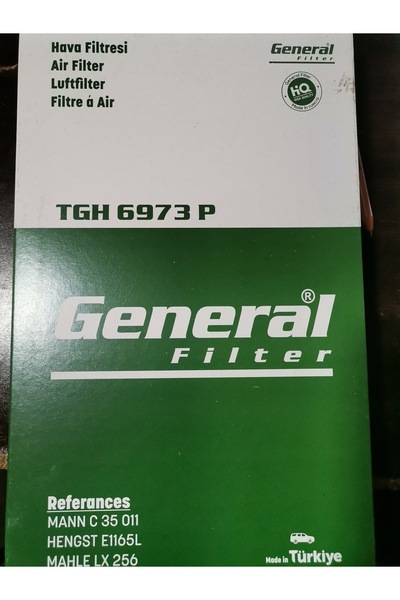 Hava Filtresi
Air Filter
Luftfilter
Filtre á Air
General
Filter
HQ
TGH 6973 P
General®
Filter
Referances
MANN C 35 011
HENGST E1165L
MAHLE LX 256
Made in Türkiye